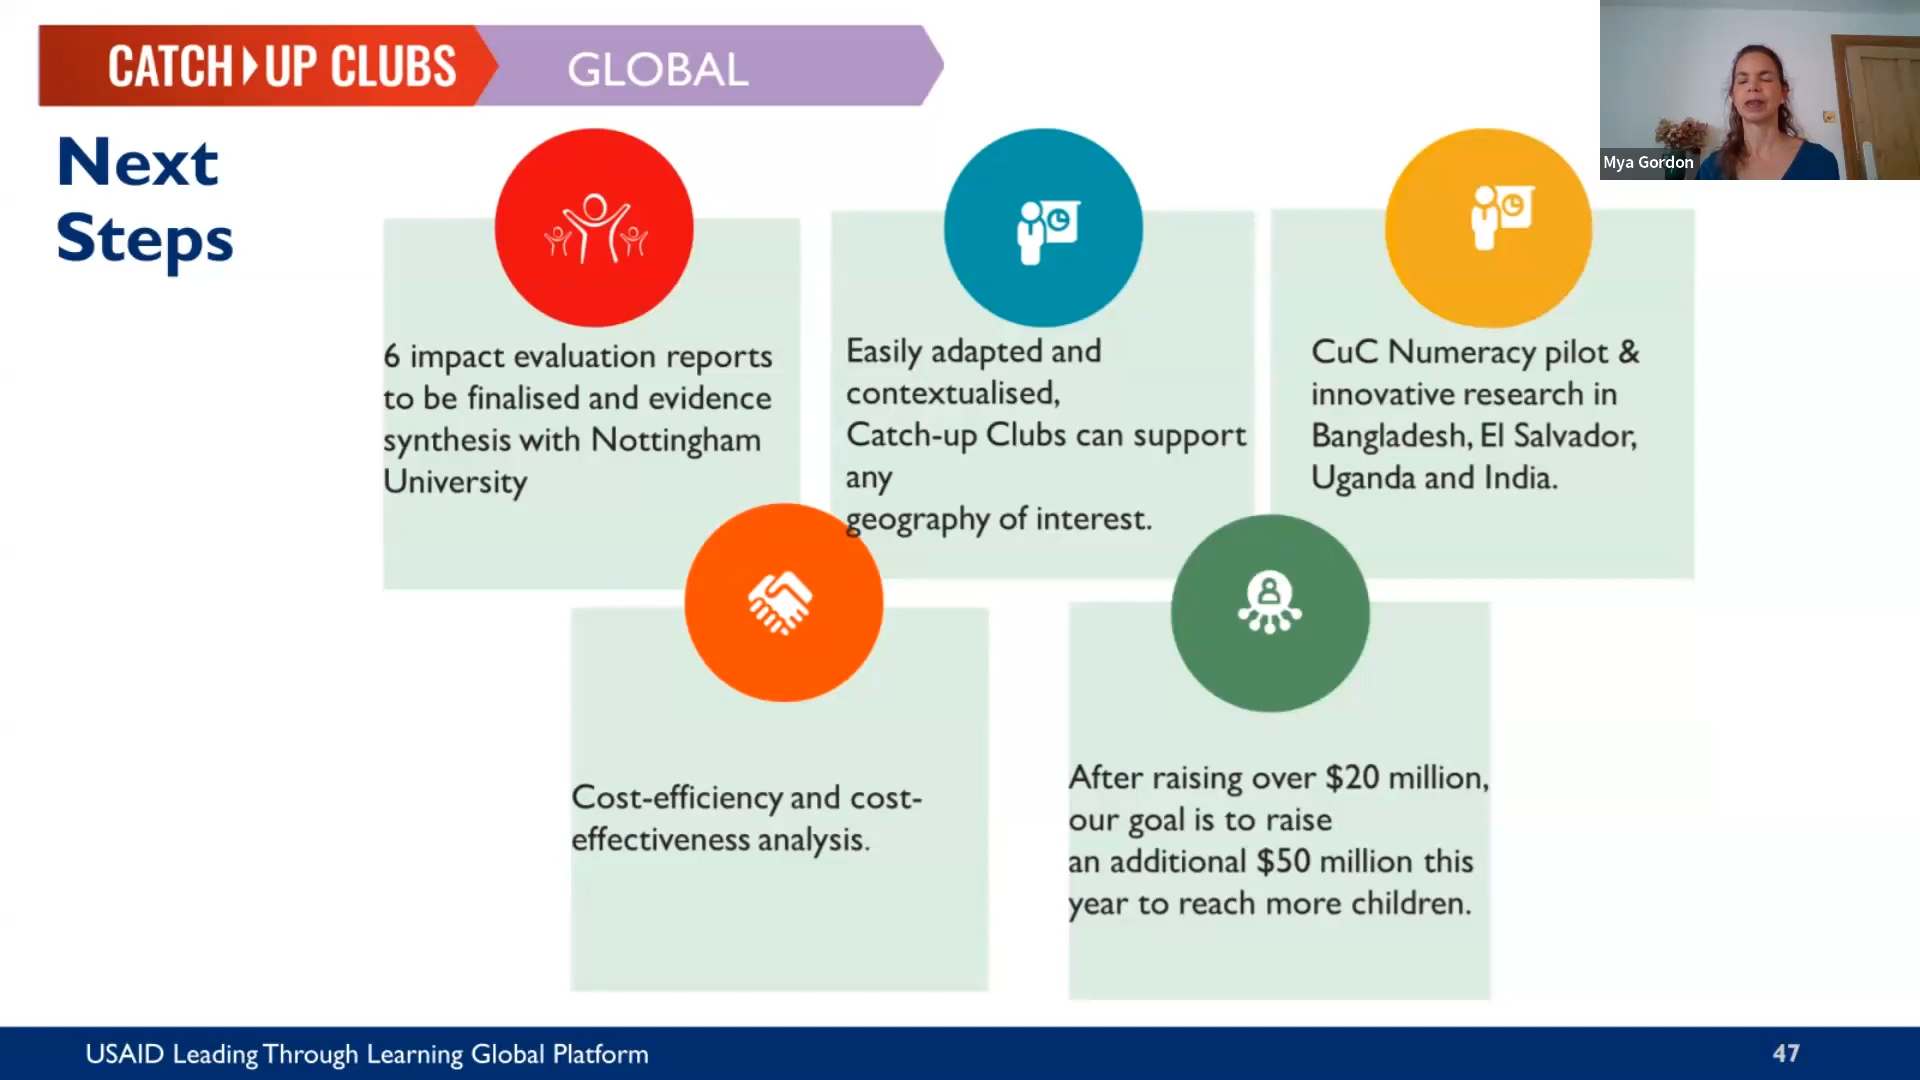 CATCH UP CLUBS
GLOBAL
Mya Gordon
Next
Steps
6 impact evaluation reports
to be finalised and evidence
synthesis with Nottingham
University
Easily adapted and
contextualised,
Catch-up Clubs can support
any
geography of interest.
CuC Numeracy pilot &
innovative research in
Bangladesh, El Salvador,
Uganda and India.
Cost-efficiency and cost-
effectiveness analysis.
After raising over $20 million,
our goal is to raise
an additional $50 million this
year to reach more children.
USAID Leading Through Learning Global Platform
47